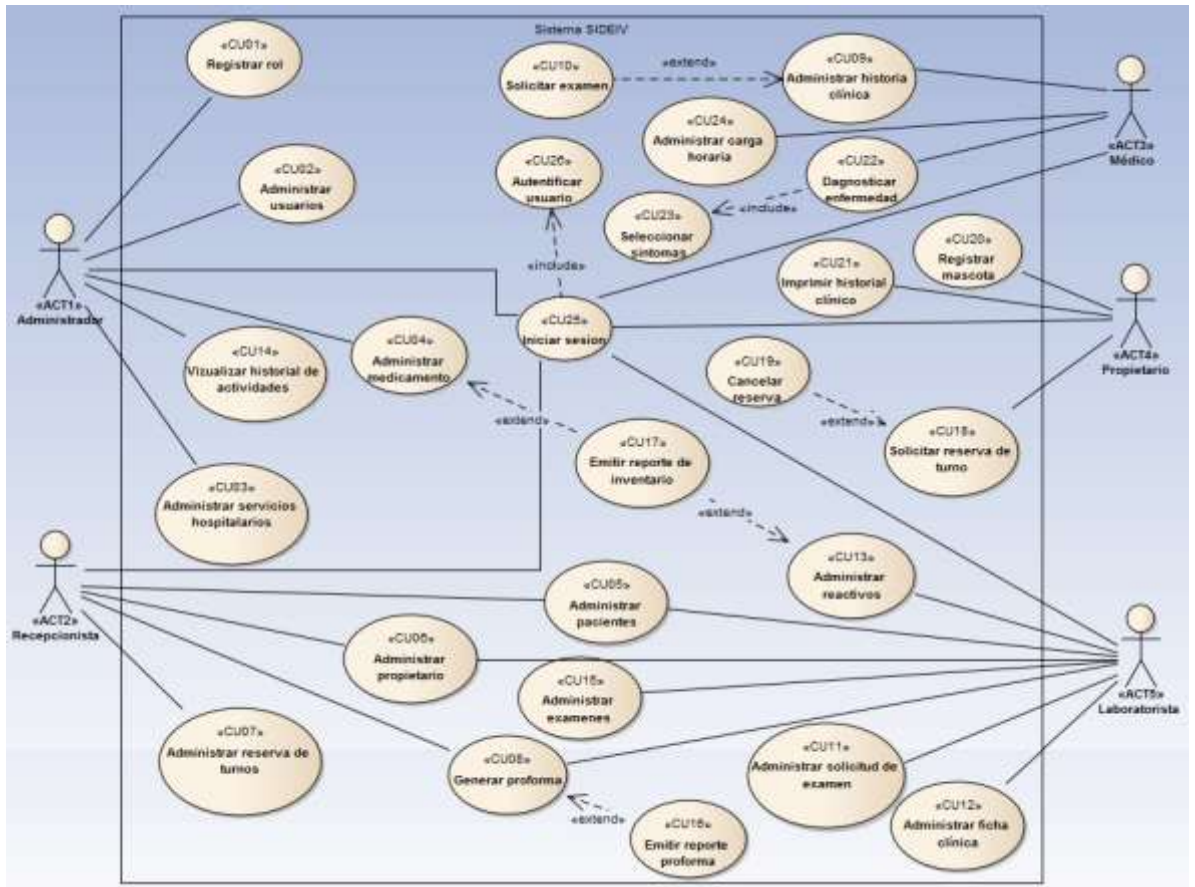 Sistema SIDEIV
«CU01»
Registrar rol
«CU10»
Solicitar examen
«extend»
«CU09»
Administrar historia
clínica
«CU24»
Administrar carga
horaria
«ACT3»
Médico
«CU02»
Administrar
usuarios
«CU26»
Autentificar
usuario
«CU22»
Dagnosticar
enfermedad
«include»
«CU23»
Seleccionar
sintomas
«CU20»
Registrar
mascota
«include»
«CU21»
Imprimir historial
clínico
«ACT1»
Administrador
«CU25»
Iniciar sesion
«ACT4»
Propietario
«CU14»
Vizualizar historial de
actividades
«CU04»
Administrar
medicamento
«CU19»
Cancelar
reserva
«extend»
«extend»
«CU18»
Solicitar reserva de
turno
«CU17»
Emitir reporte de
inventario
«CU03»
Administrar servicios
hospitalarios
«extend»
«CU13»
Administrar
reactivos
«ACT2»
Recepcionista
«CU05»
Administrar
pacientes
«CU06»
Administrar
propietario
«CU15»
Administrar
examenes
«ACT5»
Laboratorista
«CU07»
Administrar reserva de
turnos
«CU08»
Generar proforma
«CU11»
Administrar solicitud de
examen
«extend»
«CU16»
Emitir reporte
proforma
«CU12»
Administrar ficha
clínica